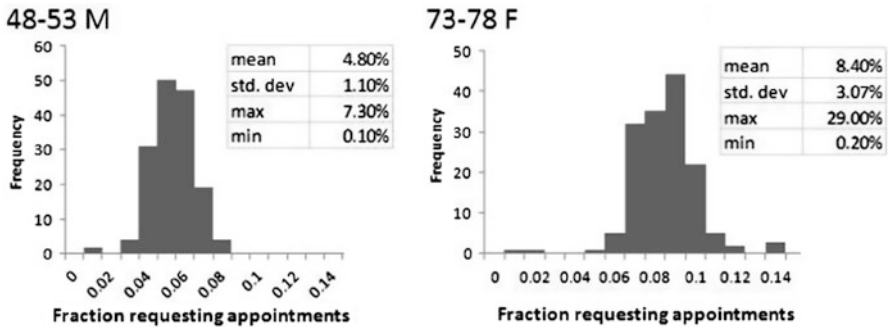 48-53 M
60
50
40
30
20
10
0
Frequency
mean 4.80%
std. dev 1.10%
max 7.30%
min 0.10%
0 0.02 0.04 0.06 0.08 0.1 0.12 0.14
Fraction requesting appointments
73-78 F
50
40
30
20
10
0
Frequency
mean 8.40%
std. dev 3.07%
max 29.00%
min 0.20%
0 0.02 0.04 0.06 0.08 0.1 0.12 0.14
Fraction requesting appointments